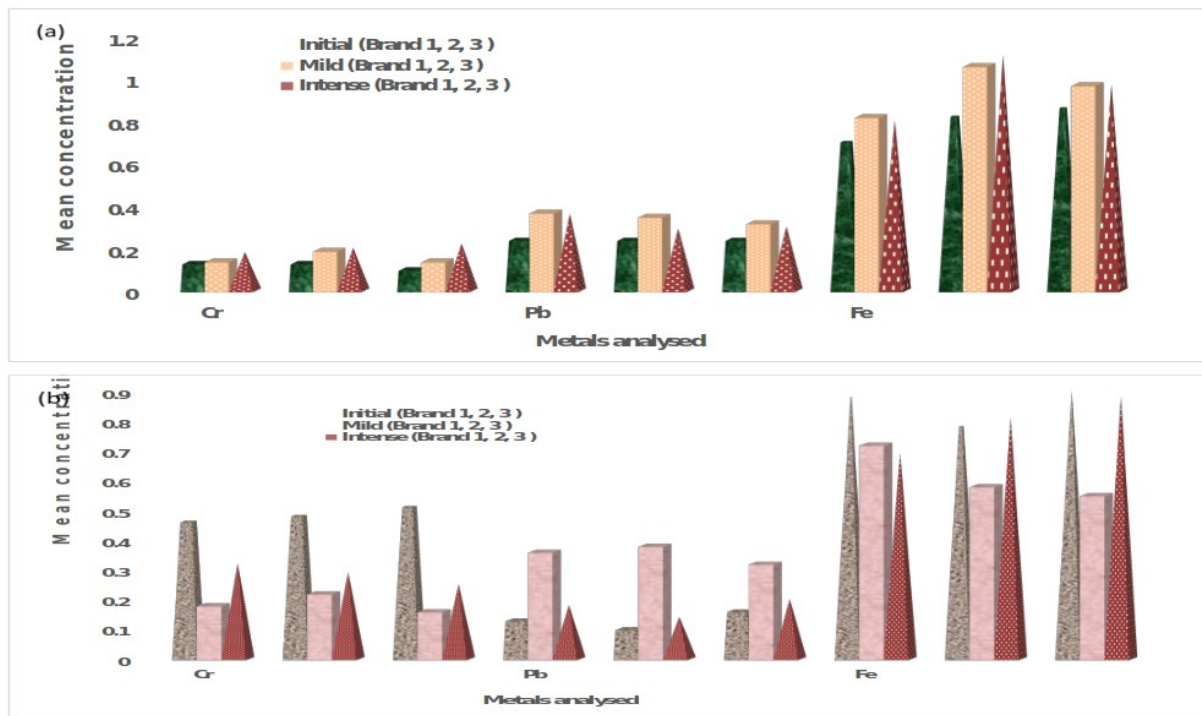 (a)
Mean concentration
1.2
1
0.8
0.6
0.4
0.2
0
Initial (Brand 1, 2, 3 )
Mild (Brand 1, 2, 3 )
Intense (Brand 1, 2, 3 )
Cr Pb Fe
Metals analysed
(b)
Mean concentrati
0.9
0.8
0.7
0.6
0.5
0.4
0.3
0.2
0.1
0
Initial (Brand 1, 2, 3 )
Mild (Brand 1, 2, 3 )
Intense (Brand 1, 2, 3 )
Cr Pb Fe
Metals analysed